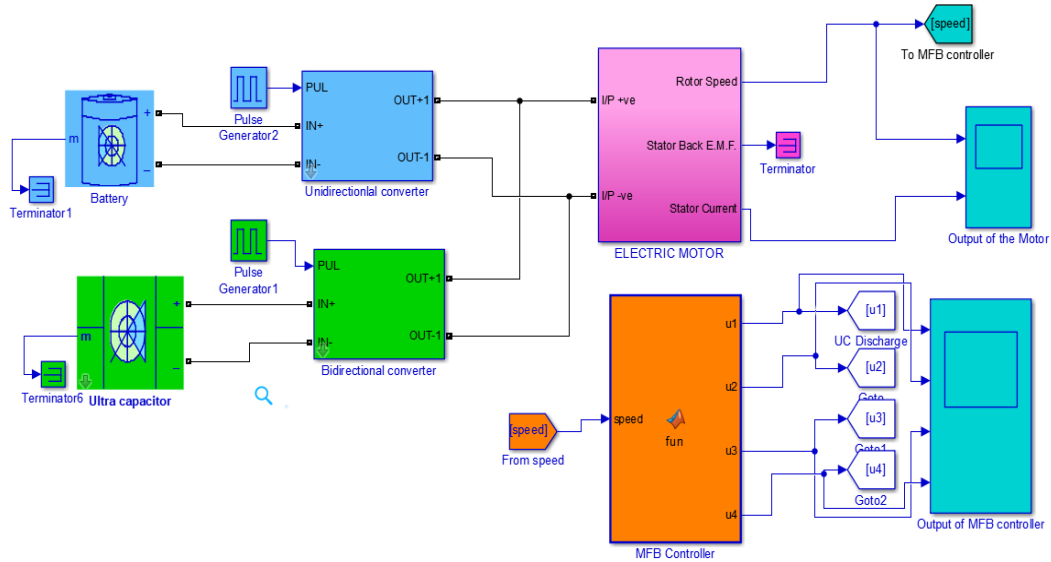 [speed]
To MFB controller
PUL
Pulse
Generator2
OUT+1
IN+
OUT-1
IN-
Unidirectionlal converter
m
+
−
Battery
Terminator1
I/P +ve
I/P -ve
Rotor Speed
Stator Back E.M.F.
Stator Current
ELECTRIC MOTOR
Terminator
Output of the Motor
Pulse
Generator1
PUL
OUT+1
IN+
OUT-1
IN-
Bidirectional converter
m
+
−
Ultra capacitor
Terminator6
[speed]
From speed
speed
fun
u1
u2
u3
u4
MFB Controller
[u1]
UC Discharge
[u2]
Goto
[u3]
Goto1
[u4]
Goto2
Output of MFB controller